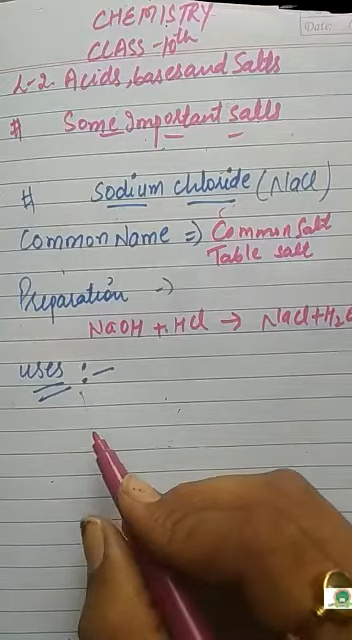 CHEMISTRY
CLASS-10th
Date:
L-2. Acids, bases and Salts
# Some Important salts
# Sodium chloride (NaCl)
Common Name => Common Salt
Table salt
Preparation ->
NaOH + HCl → NaCl + H2O
uses :-